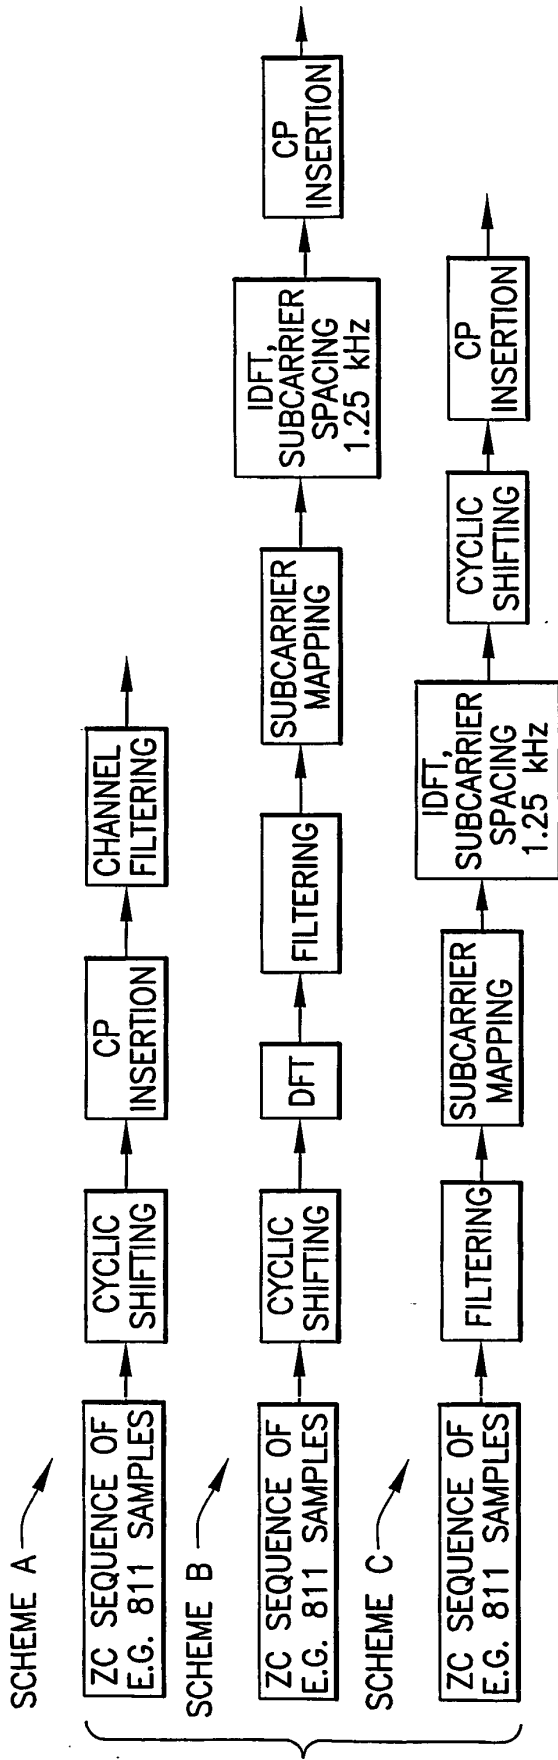 SCHEME A
ZC SEQUENCE OF
E.G. 811 SAMPLES
CYCLIC
SHIFTING
CP
INSERTION
CHANNEL
FILTERING
SCHEME B
ZC SEQUENCE OF
E.G. 811 SAMPLES
CYCLIC
SHIFTING
DFT
FILTERING
SUBCARRIER
MAPPING
IDFT,
SUBCARRIER
SPACING
1.25 kHz
CP
INSERTION
SCHEME C
ZC SEQUENCE OF
E.G. 811 SAMPLES
FILTERING
SUBCARRIER
MAPPING
IDFT,
SUBCARRIER
SPACING
1.25 kHz
CYCLIC
SHIFTING
CP
INSERTION